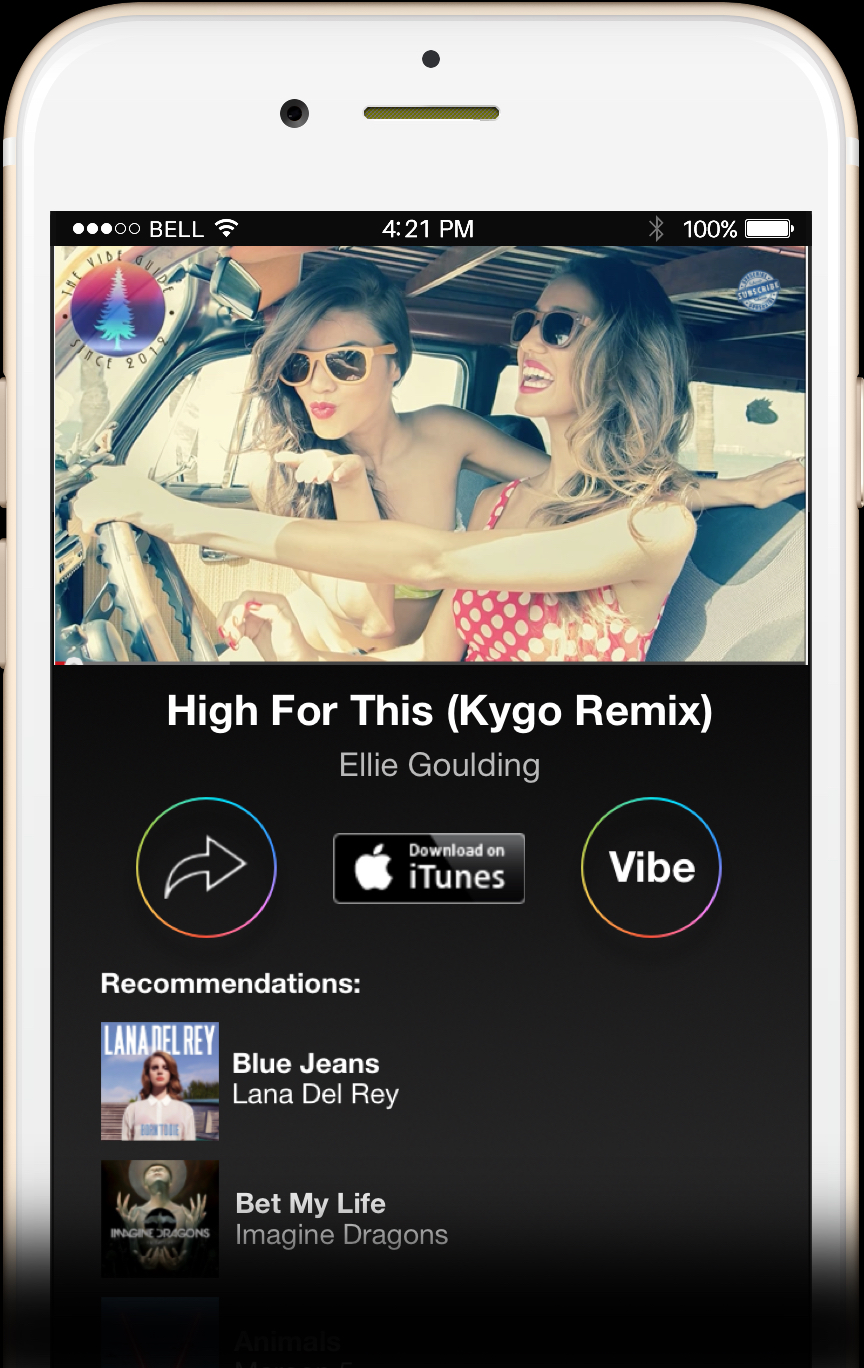 BELL
4:21 PM
100%
THE VIBE GUIDE
SINCE 2012
SUBSCRIBE
High For This (Kygo Remix)
Ellie Goulding
Download on
iTunes
Vibe
Recommendations:
LANA DEL REY
BORN TO DIE
Blue Jeans
Lana Del Rey
IMAGINE DRAGONS
Bet My Life
Imagine Dragons
Animals
Maroon 5